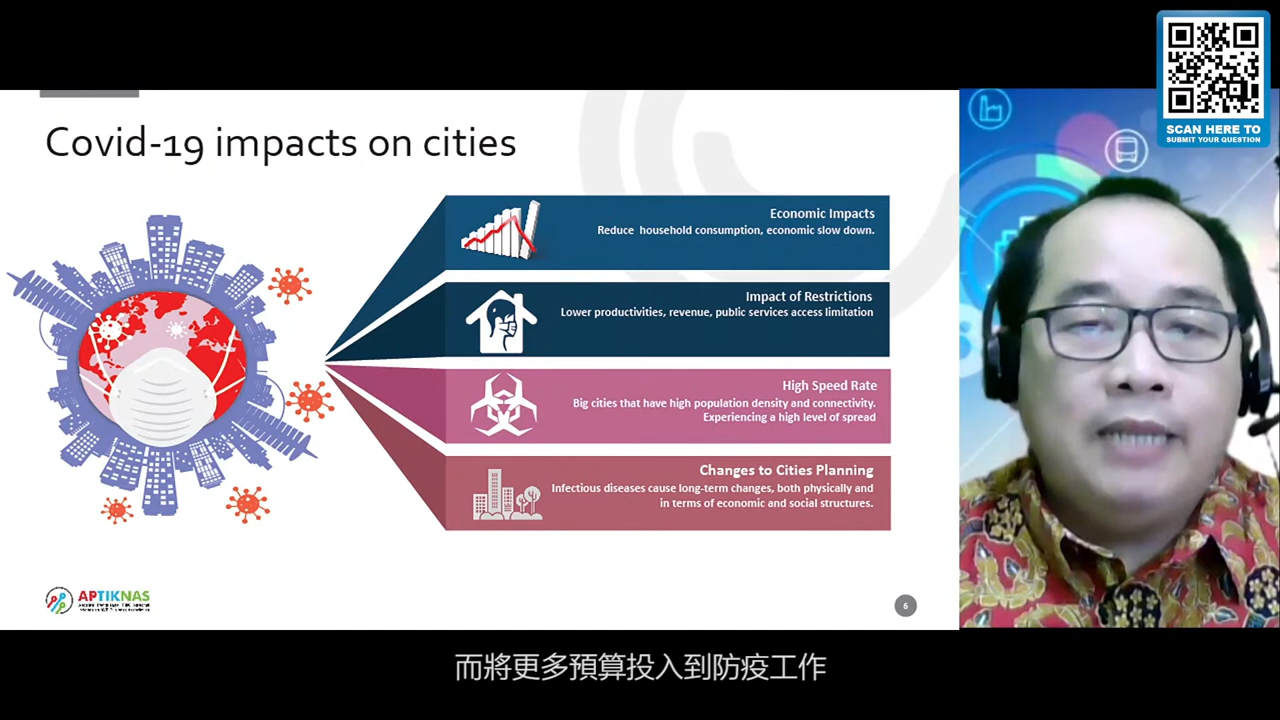 SCAN HERE TO
SUBMIT YOUR QUESTION
Covid-19 impacts on cities
Economic Impacts
Reduce household consumption, economic slow down.
Impact of Restrictions
Lower productivities, revenue, public services access limitation
High Speed Rate
Big cities that have high population density and connectivity.
Experiencing a high level of spread
Changes to Cities Planning
Infectious diseases cause long-term changes, both physically and
in terms of economic and social structures.
APTIKNAS
6
而將更多預算投入到防疫工作